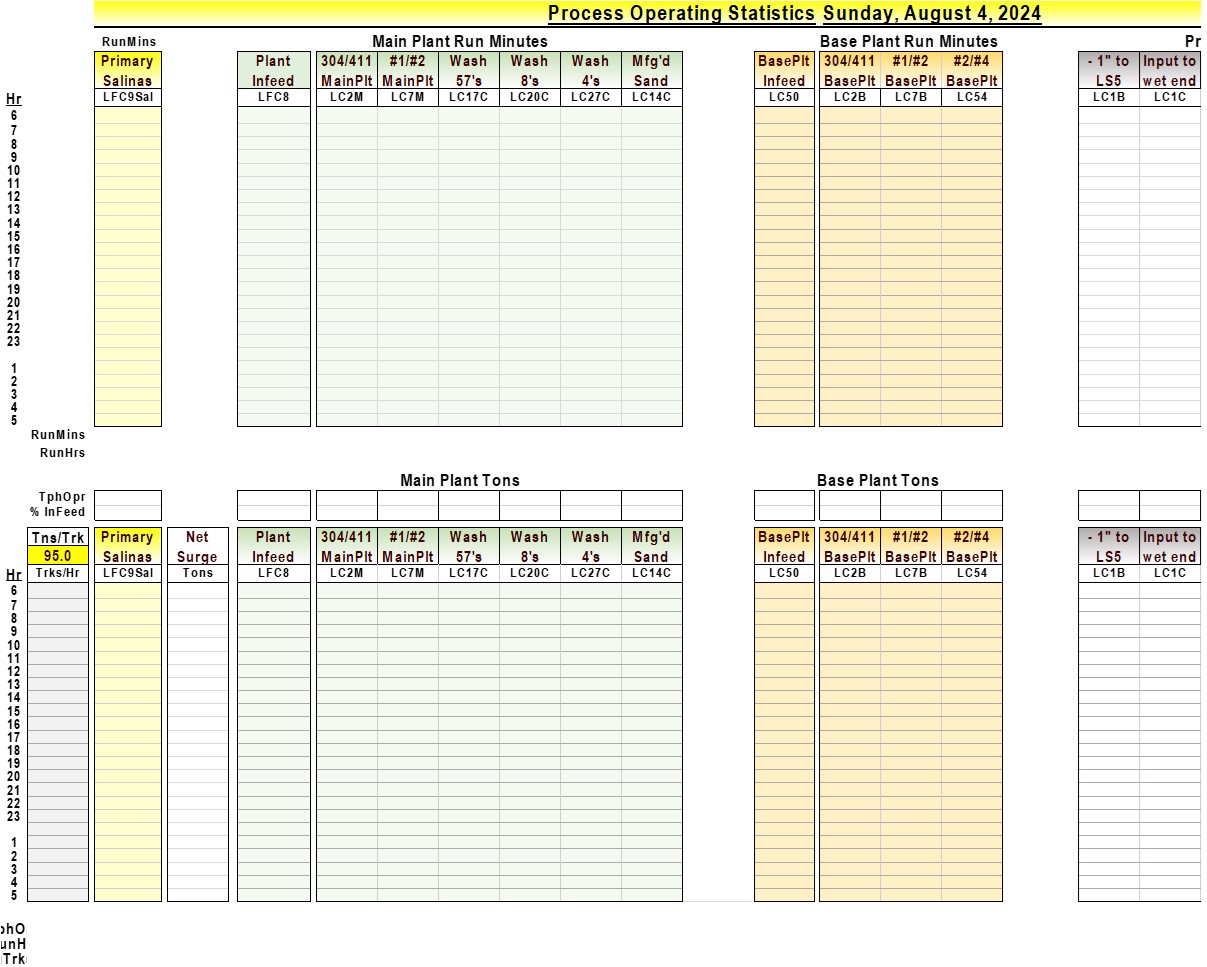 Process Operating Statistics Sunday, August 4, 2024
RunMins Main Plant Run Minutes Base Plant Run Minutes Pr
Primary Plant 304/411 #1/#2 Wash Wash Wash Mfg'd BasePlt 304/411 #1/#2 #2/#4 - 1" to Input to
Salinas Infeed MainPlt MainPlt 57's 8's 4's Sand Infeed BasePlt BasePlt BasePlt LS5 wet end
Hr LFC9Sal LFC8 LC2M LC7M LC17C LC20C LC27C LC14C LC50 LC2B LC7B LC54 LC1B LC1C
6
7
8
9
10
11
12
13
14
15
16
17
18
19
20
21
22
23
1
2
3
4
5
RunMins
RunHrs
Main Plant Tons Base Plant Tons
TphOpr
% InFeed
Tns/Trk Primary Net Plant 304/411 #1/#2 Wash Wash Wash Mfg'd BasePlt 304/411 #1/#2 #2/#4 - 1" to Input to
95.0 Salinas Surge Infeed MainPlt MainPlt 57's 8's 4's Sand Infeed BasePlt BasePlt BasePlt LS5 wet end
Hr Trks/Hr LFC9Sal Tons LFC8 LC2M LC7M LC17C LC20C LC27C LC14C LC50 LC2B LC7B LC54 LC1B LC1C
6
7
8
9
10
11
12
13
14
15
16
17
18
19
20
21
22
23
1
2
3
4
5
phO
unH
Trk